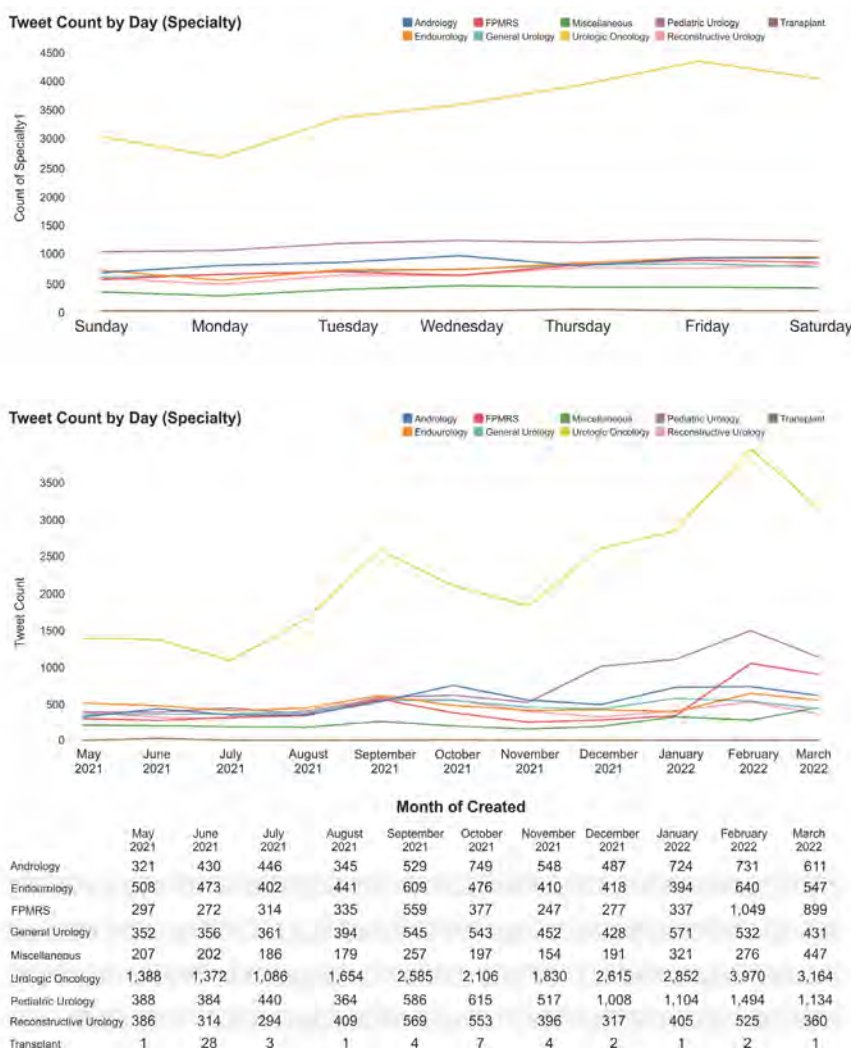 Tweet Count by Day (Specialty)
Andrology FPMRS Miscellaneous Pediatric Urology Transplant
Endourology General Urology Urologic Oncology Reconstructive Urology
4500
4000
3500
3000
2500
2000
1500
1000
500
0
Count of Specialty1
Sunday Monday Tuesday Wednesday Thursday Friday Saturday
Tweet Count by Day (Specialty)
Andrology FPMRS Miscellaneous Pediatric Urology Transplant
Endourology General Urology Urologic Oncology Reconstructive Urology
3500
3000
2500
2000
1500
1000
500
0
Tweet Count
May June July August September October November December January February March
2021 2021 2021 2021 2021 2021 2021 2021 2022 2022 2022
Month of Created
May June July August September October November December January February March
2021 2021 2021 2021 2021 2021 2021 2021 2022 2022 2022
Andrology 321 430 446 345 529 749 548 487 724 731 611
Endourology 508 473 402 441 609 476 410 418 394 640 547
FPMRS 297 272 314 335 559 377 247 277 337 1,049 899
General Urology 352 356 361 394 545 543 452 428 571 532 431
Miscellaneous 207 202 186 179 257 197 154 191 321 276 447
Urologic Oncology 1,388 1,372 1,086 1,654 2,585 2,106 1,830 2,615 2,852 3,970 3,164
Pediatric Urology 388 384 440 364 586 615 517 1,008 1,104 1,494 1,134
Reconstructive Urology 386 314 294 409 569 553 396 317 405 525 360
Transplant 1 28 3 1 4 7 4 2 1 2 1